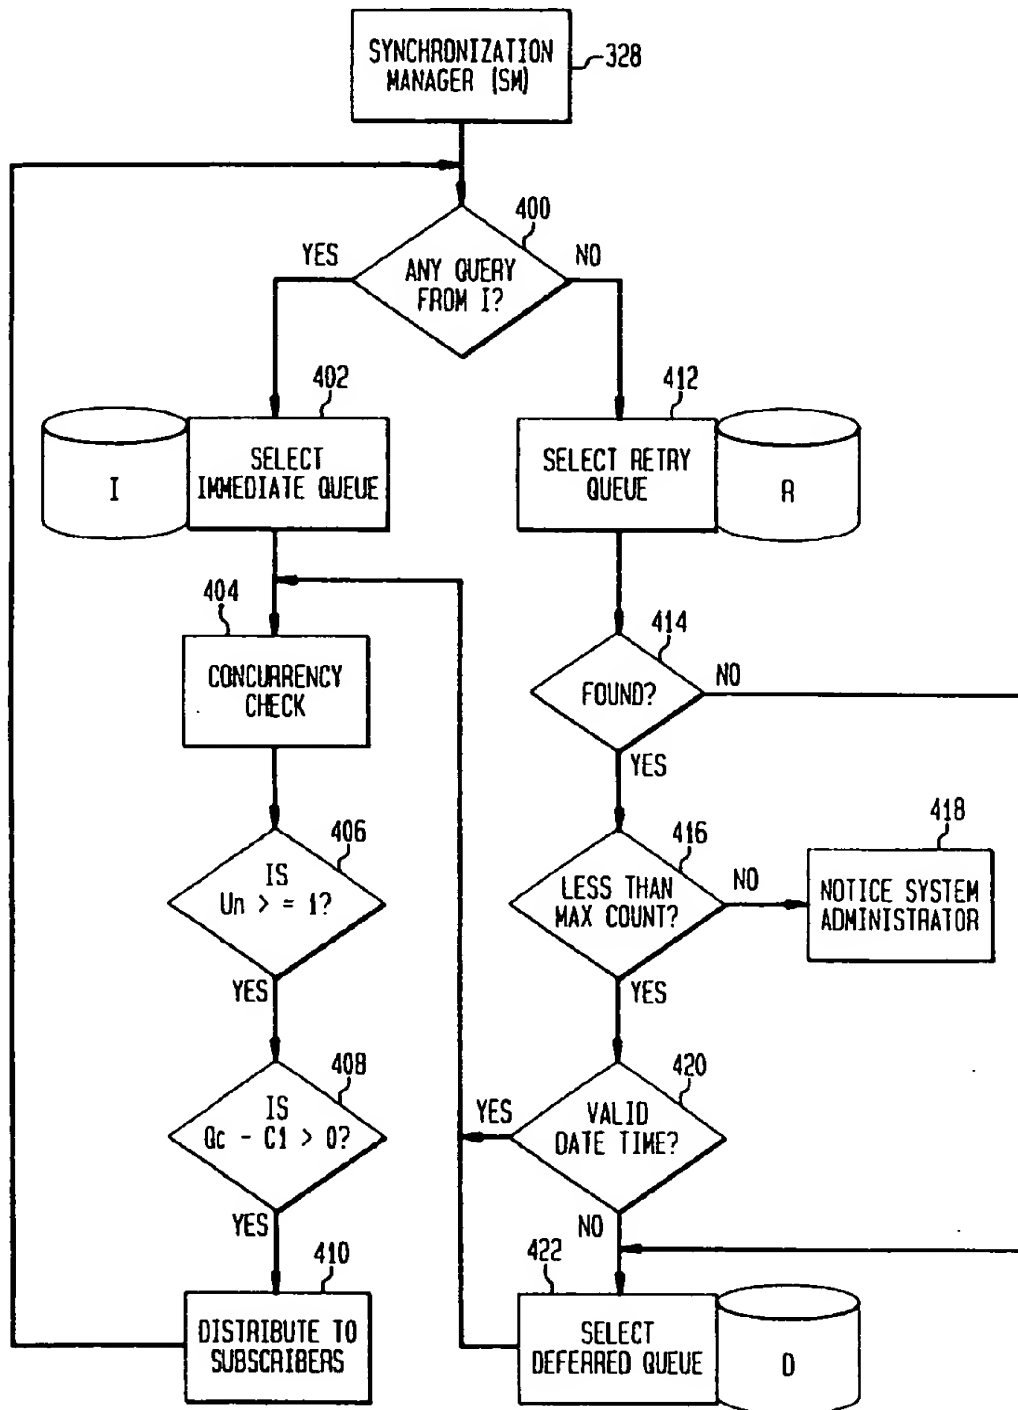 SYNCHRONIZATION
MANAGER (SM)
328
400
YES
NO
ANY QUERY
FROM I?
402
412
I
SELECT
IMMEDIATE QUEUE
SELECT RETRY
QUEUE
R
404
414
CONCURRENCY
CHECK
FOUND?
NO
YES
406
416
418
IS
Un > = 1?
LESS THAN
MAX COUNT?
NO
NOTICE SYSTEM
ADMINISTRATOR
YES
YES
408
420
IS
Qc - C1 > 0?
YES
VALID
DATE TIME?
YES
NO
410
422
DISTRIBUTE TO
SUBSCRIBERS
SELECT
DEFERRED QUEUE
D